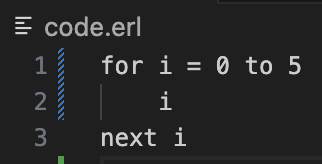 code.erl
1 for i = 0 to 5
2     i
3 next i